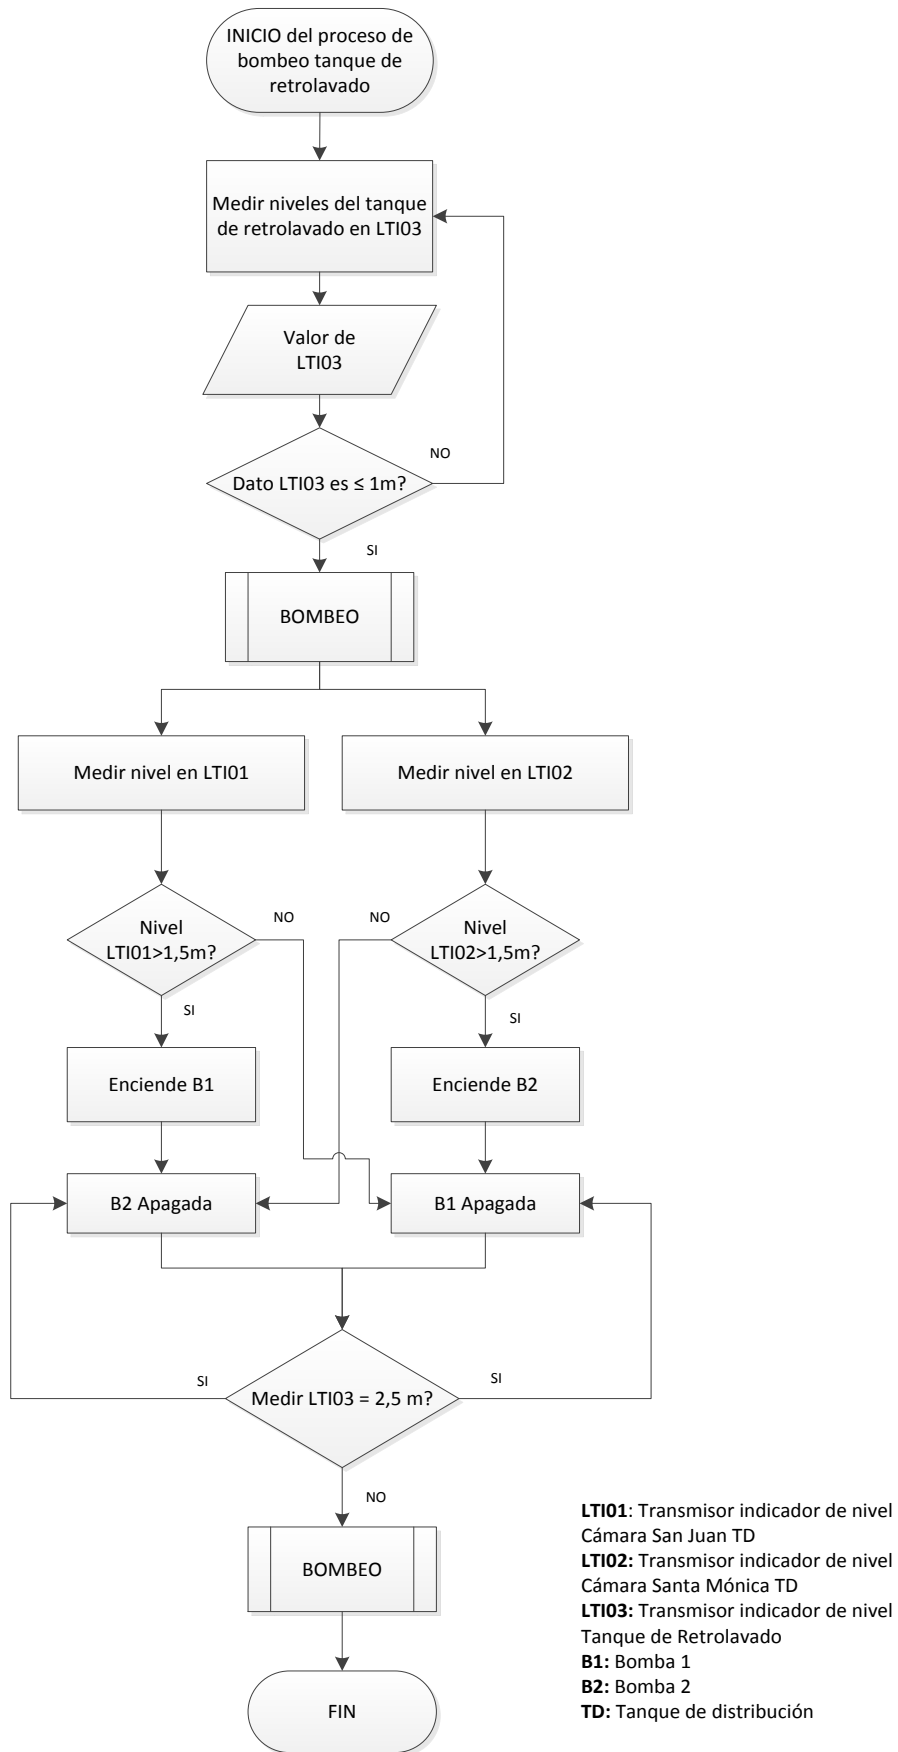 INICIO del proceso de
bombeo tanque de
retrolavado
Medir niveles del tanque
de retrolavado en LTI03
Valor de
LTI03
NO
Dato LTI03 es ≤ 1m?
SI
BOMBEO
Medir nivel en LTI01
Medir nivel en LTI02
Nivel
LTI01>1,5m?
NO
NO
Nivel
LTI02>1,5m?
SI
SI
Enciende B1
Enciende B2
B2 Apagada
B1 Apagada
SI
Medir LTI03 = 2,5 m?
SI
NO
BOMBEO
FIN
LTI01: Transmisor indicador de nivel
Cámara San Juan TD
LTI02: Transmisor indicador de nivel
Cámara Santa Mónica TD
LTI03: Transmisor indicador de nivel
Tanque de Retrolavado
B1: Bomba 1
B2: Bomba 2
TD: Tanque de distribución